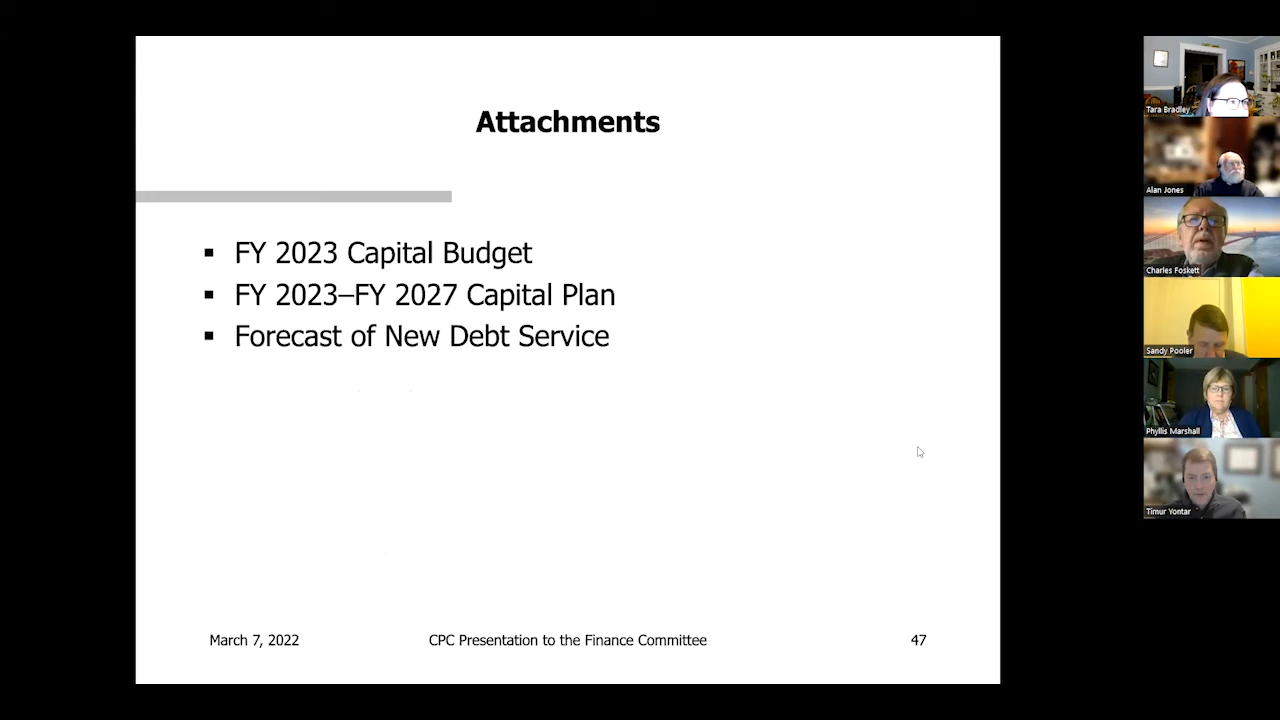 Attachments
FY 2023 Capital Budget
FY 2023–FY 2027 Capital Plan
Forecast of New Debt Service
March 7, 2022
CPC Presentation to the Finance Committee
47
Tara Bradley
Alan Jones
Charles Foskett
Sandy Pooler
Phyllis Marshall
Timur Yontar